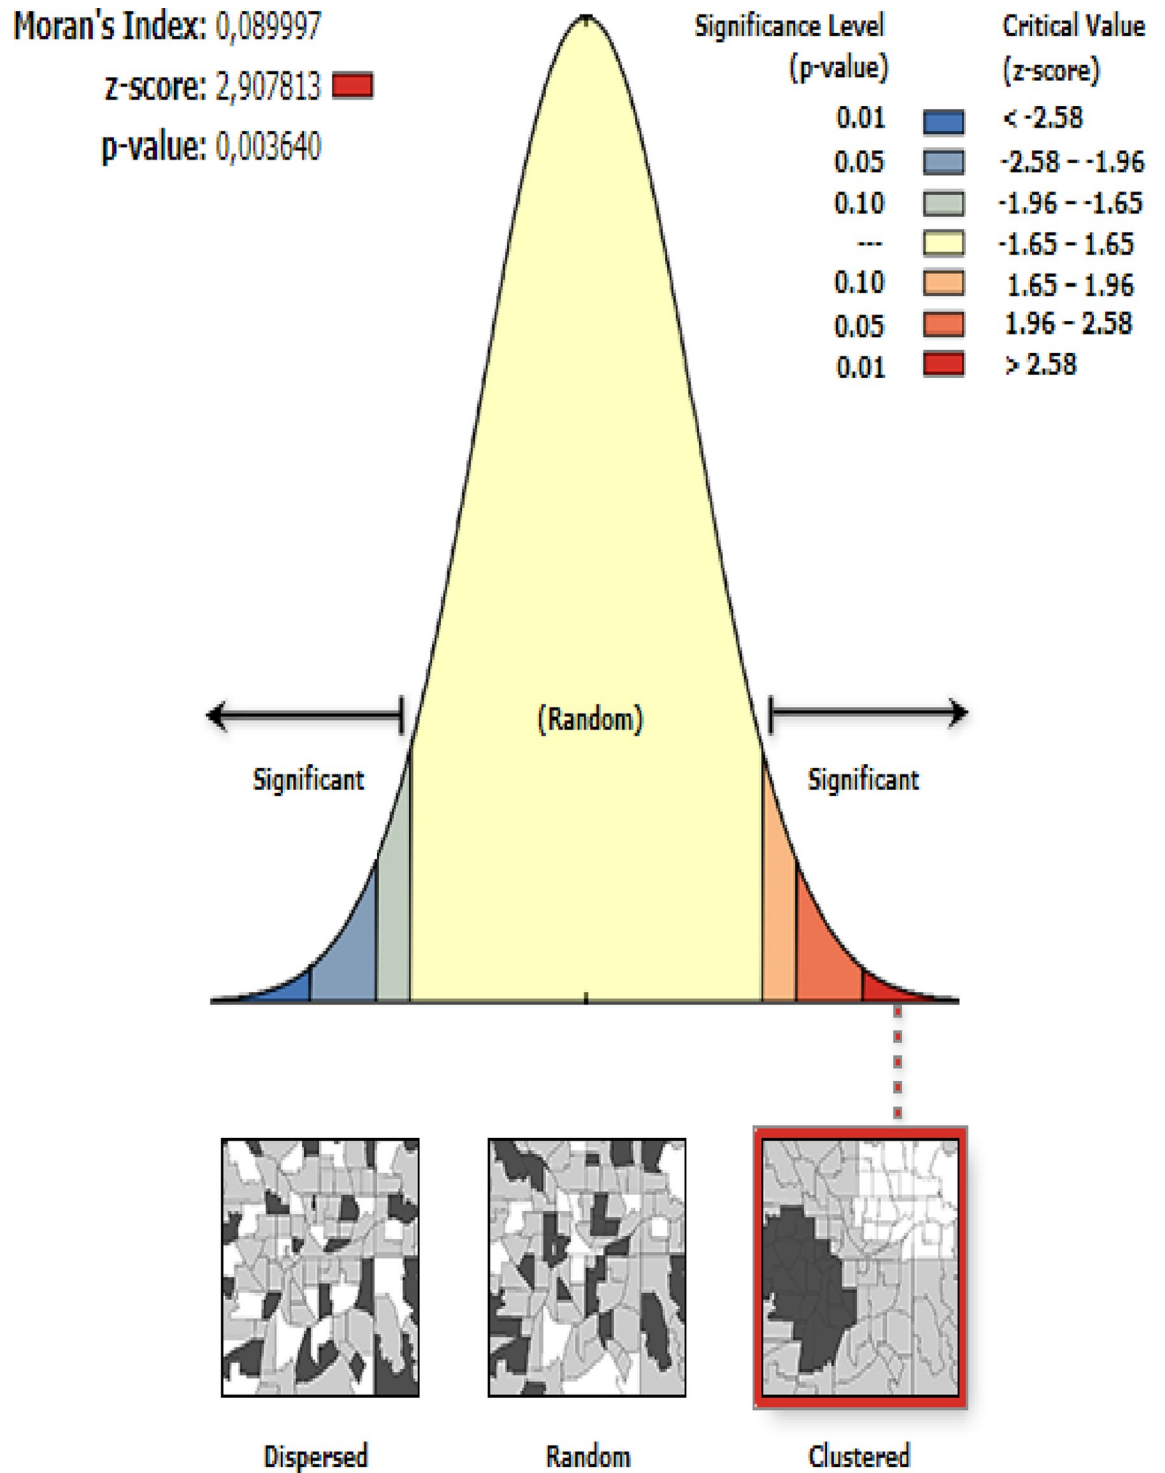 Moran's Index: 0,089997
z-score: 2,907813
p-value: 0,003640
Significance Level Critical Value
(p-value) (z-score)
0.01 < -2.58
0.05 -2.58 – -1.96
0.10 -1.96 – -1.65
--- -1.65 – 1.65
0.10 1.65 – 1.96
0.05 1.96 – 2.58
0.01 > 2.58
(Random)
Significant Significant
Dispersed Random Clustered